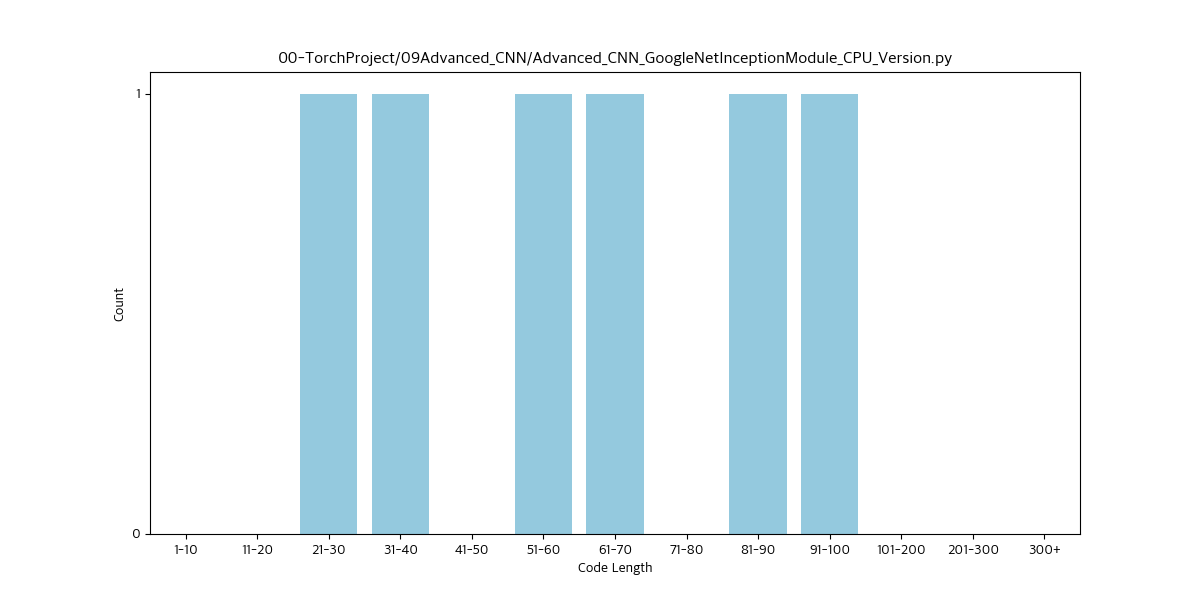 00-TorchProject/09Advanced_CNN/Advanced_CNN_GoogleNetInceptionModule_CPU_Version.py
1
Count
0
1-10 11-20 21-30 31-40 41-50 51-60 61-70 71-80 81-90 91-100 101-200 201-300 300+
Code Length